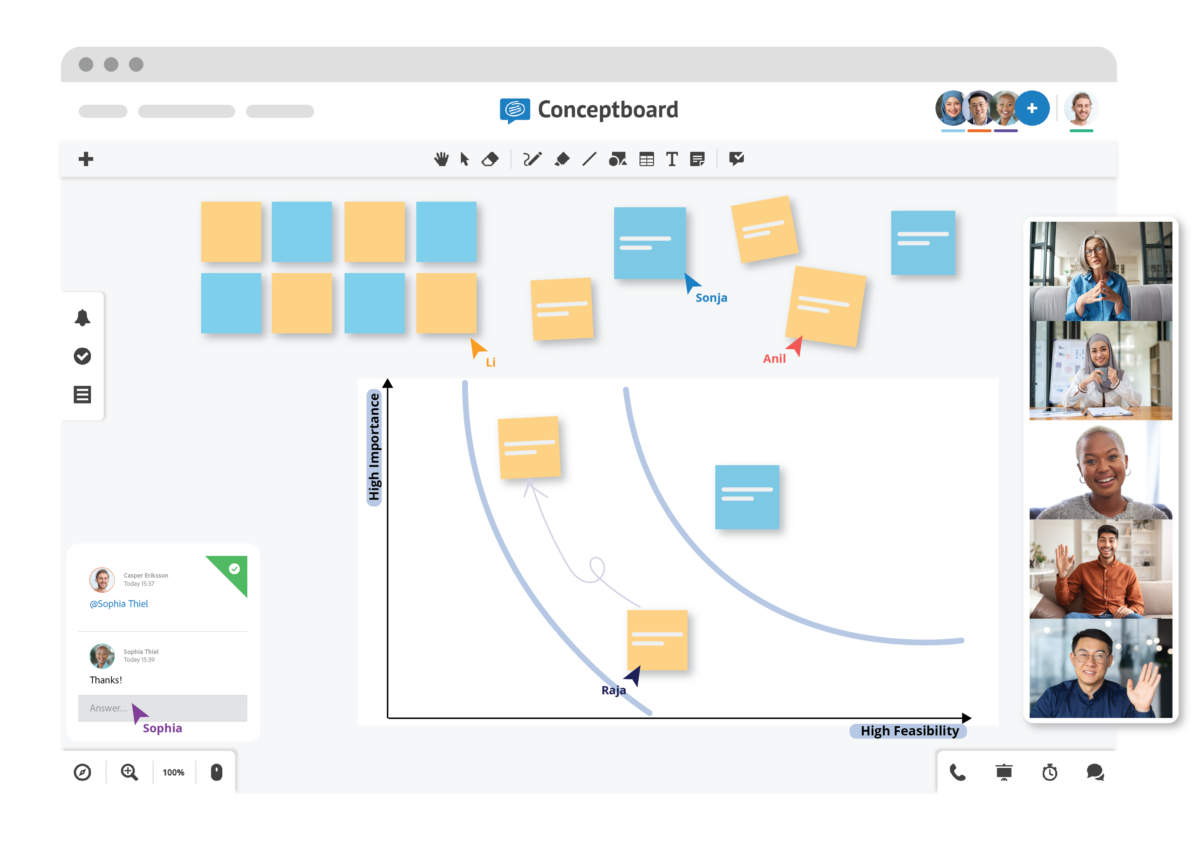 Conceptboard
Sonja
Anil
Li
High Importance
Casper Eriksson
Today 15:37
@Sophia Thiel
Sophia Thiel
Today 15:39
Thanks!
Answer...
Sophia
Raja
High Feasibility
100%
T